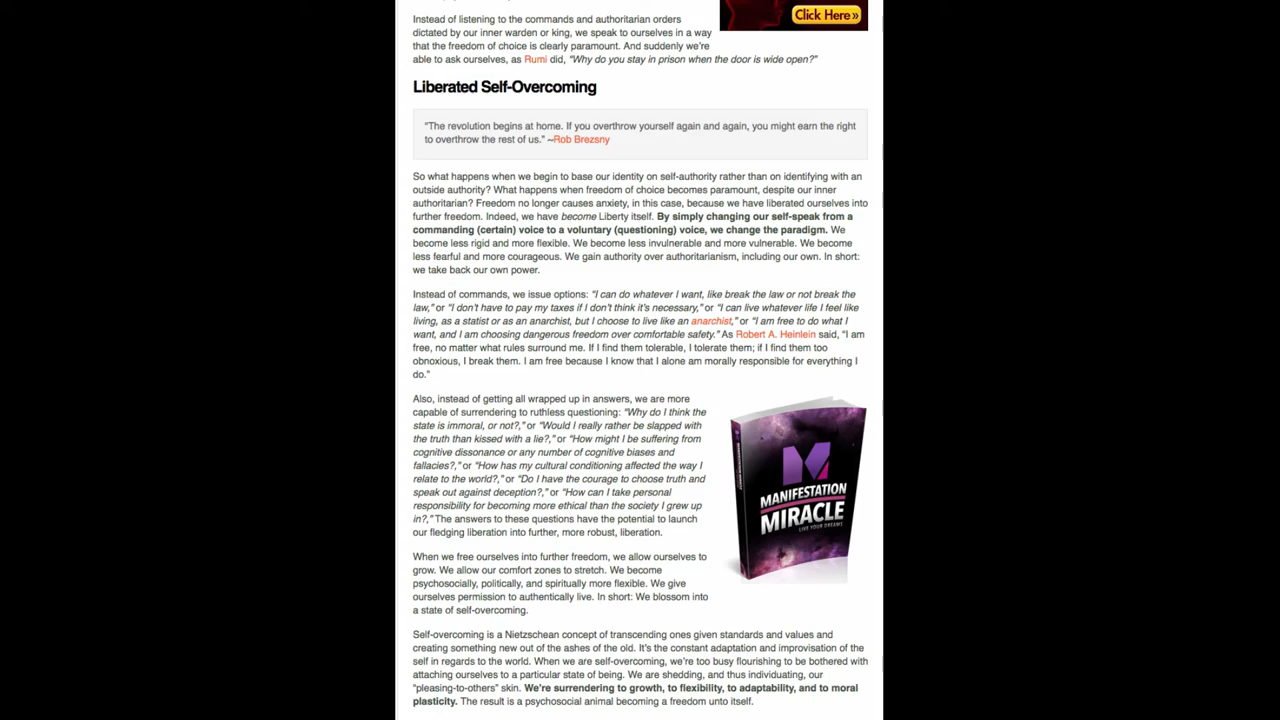 Instead of listening to the commands and authoritarian orders
dictated by our inner warden or king, we speak to ourselves in a way
that the freedom of choice is clearly paramount. And suddenly we're
able to ask ourselves, as Rumi did, “Why do you stay in prison when the door is wide open?”
Click Here»
Liberated Self-Overcoming
“The revolution begins at home. If you overthrow yourself again and again, you might earn the right
to overthrow the rest of us.” ~Rob Brezsny
So what happens when we begin to base our identity on self-authority rather than on identifying with an
outside authority? What happens when freedom of choice becomes paramount, despite our inner
authoritarian? Freedom no longer causes anxiety, in this case, because we have liberated ourselves into
further freedom. Indeed, we have become Liberty itself. By simply changing our self-speak from a
commanding (certain) voice to a voluntary (questioning) voice, we change the paradigm. We
become less rigid and more flexible. We become less invulnerable and more vulnerable. We become
less fearful and more courageous. We gain authority over authoritarianism, including our own. In short:
we take back our own power.
Instead of commands, we issue options: “I can do whatever I want, like break the law or not break the
law,” or “I don't have to pay my taxes if I don't think it's necessary,” or “I can live whatever life I feel like
living, as a statist or as an anarchist, but I choose to live like an anarchist,” or “I am free to do what I
want, and I am choosing dangerous freedom over comfortable safety.” As Robert A. Heinlein said, “I am
free, no matter what rules surround me. If I find them tolerable, I tolerate them; if I find them too
obnoxious, I break them. I am free because I know that I alone am morally responsible for everything I
do.”
Also, instead of getting all wrapped up in answers, we are more
capable of surrendering to ruthless questioning: “Why do I think the
state is immoral, or not?,” or “Would I really rather be slapped with
the truth than kissed with a lie?,” or “How might I be suffering from
cognitive dissonance or any number of cognitive biases and
fallacies?,” or “How has my cultural conditioning affected the way I
relate to the world?,” or “Do I have the courage to choose truth and
speak out against deception?,” or “How can I take personal
responsibility for becoming more ethical than the society I grew up
in?,” The answers to these questions have the potential to launch
our fledging liberation into further, more robust, liberation.
MANIFESTATION
MIRACLE
LIVE YOUR DREAMS
MANIFESTATION MIRACLE
When we free ourselves into further freedom, we allow ourselves to
grow. We allow our comfort zones to stretch. We become
psychosocially, politically, and spiritually more flexible. We give
ourselves permission to authentically live. In short: We blossom into
a state of self-overcoming.
Self-overcoming is a Nietzschean concept of transcending ones given standards and values and
creating something new out of the ashes of the old. It's the constant adaptation and improvisation of the
self in regards to the world. When we are self-overcoming, we're too busy flourishing to be bothered with
attaching ourselves to a particular state of being. We are shedding, and thus individuating, our
“pleasing-to-others” skin. We're surrendering to growth, to flexibility, to adaptability, and to moral
plasticity. The result is a psychosocial animal becoming a freedom unto itself.